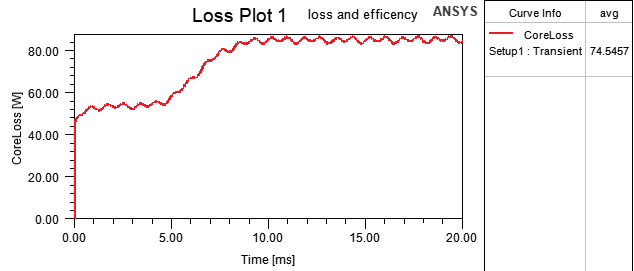 Loss Plot 1 loss and efficency ANSYS
Curve Info avg
CoreLoss
Setup1 : Transient 74.5457
80.00
60.00
40.00
20.00
0.00
CoreLoss [W]
0.00 5.00 10.00 15.00 20.00
Time [ms]